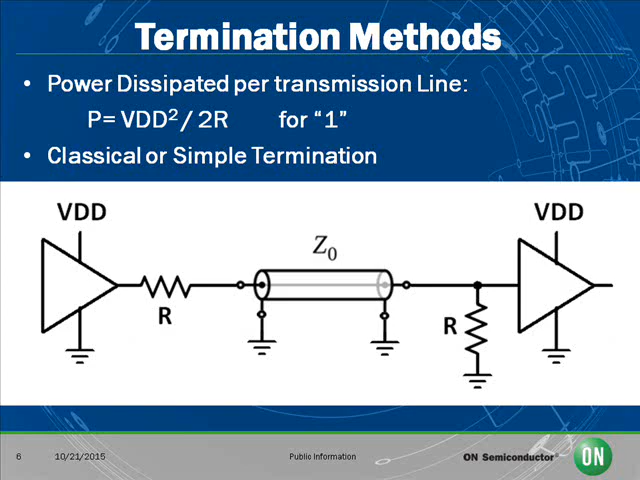 Termination Methods
• Power Dissipated per transmission Line:
P= VDD² / 2R for “1”
• Classical or Simple Termination
VDD VDD
Z₀
R
R
6 10/21/2015 Public Information ON Semiconductor® ON